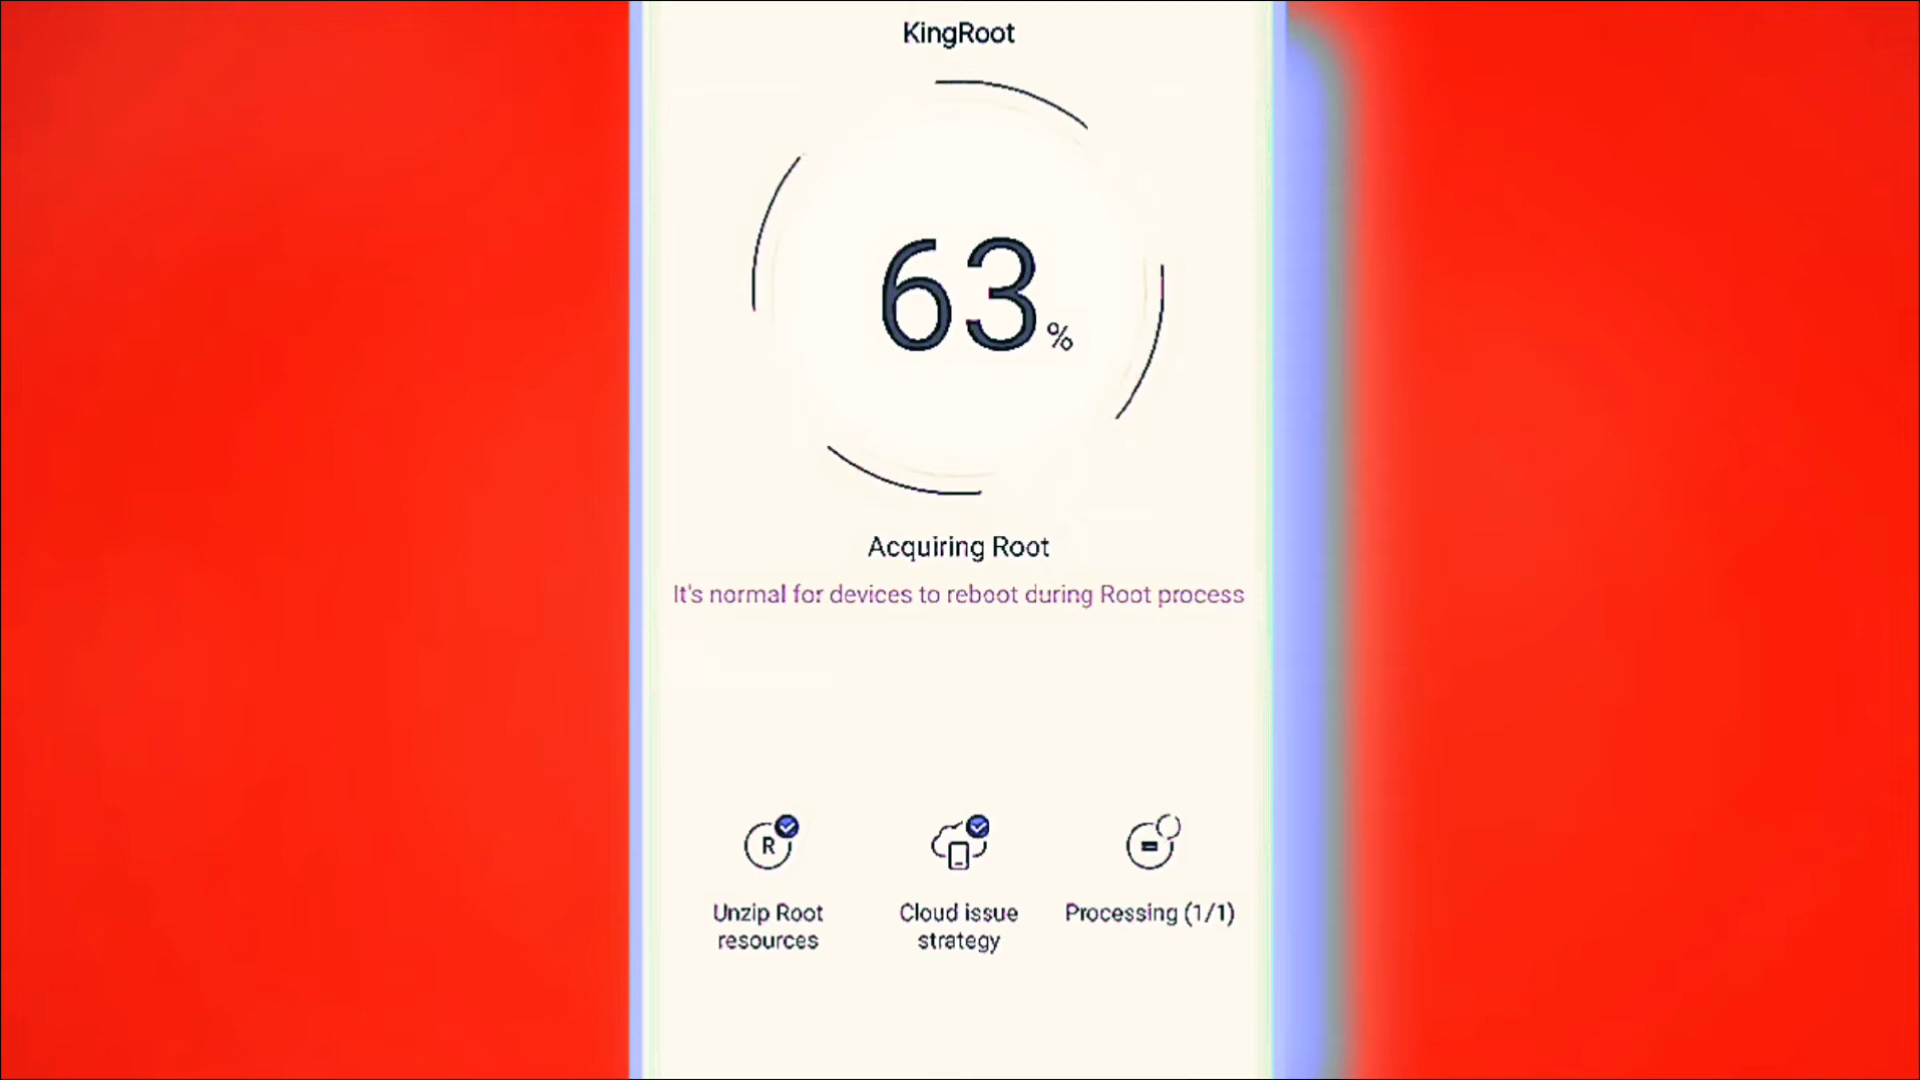 KingRoot
63%
Acquiring Root
It's normal for devices to reboot during Root process
R
Unzip Root
resources
Cloud issue
strategy
Processing (1/1)